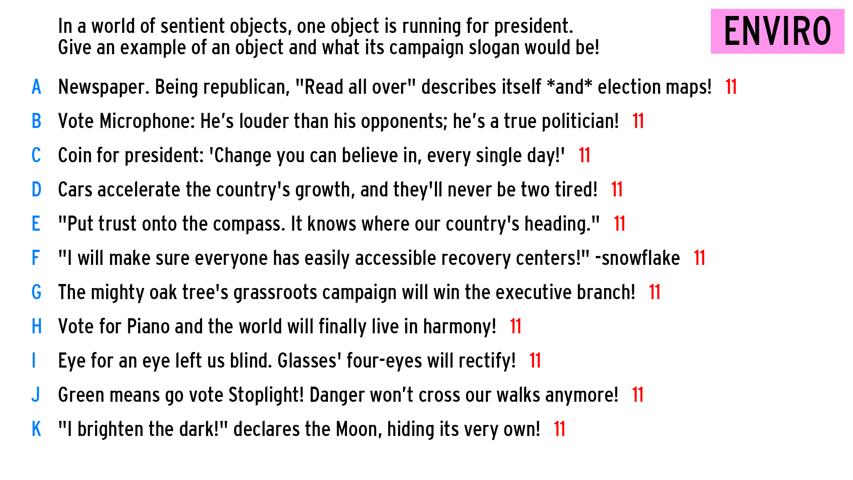 In a world of sentient objects, one object is running for president.
Give an example of an object and what its campaign slogan would be!
ENVIRO
A Newspaper. Being republican, "Read all over" describes itself *and* election maps! 11
B Vote Microphone: He's louder than his opponents; he's a true politician! 11
C Coin for president: 'Change you can believe in, every single day!' 11
D Cars accelerate the country's growth, and they'll never be two tired! 11
E "Put trust onto the compass. It knows where our country's heading." 11
F "I will make sure everyone has easily accessible recovery centers!" -snowflake 11
G The mighty oak tree's grassroots campaign will win the executive branch! 11
H Vote for Piano and the world will finally live in harmony! 11
I Eye for an eye left us blind. Glasses' four-eyes will rectify! 11
J Green means go vote Stoplight! Danger won't cross our walks anymore! 11
K "I brighten the dark!" declares the Moon, hiding its very own! 11